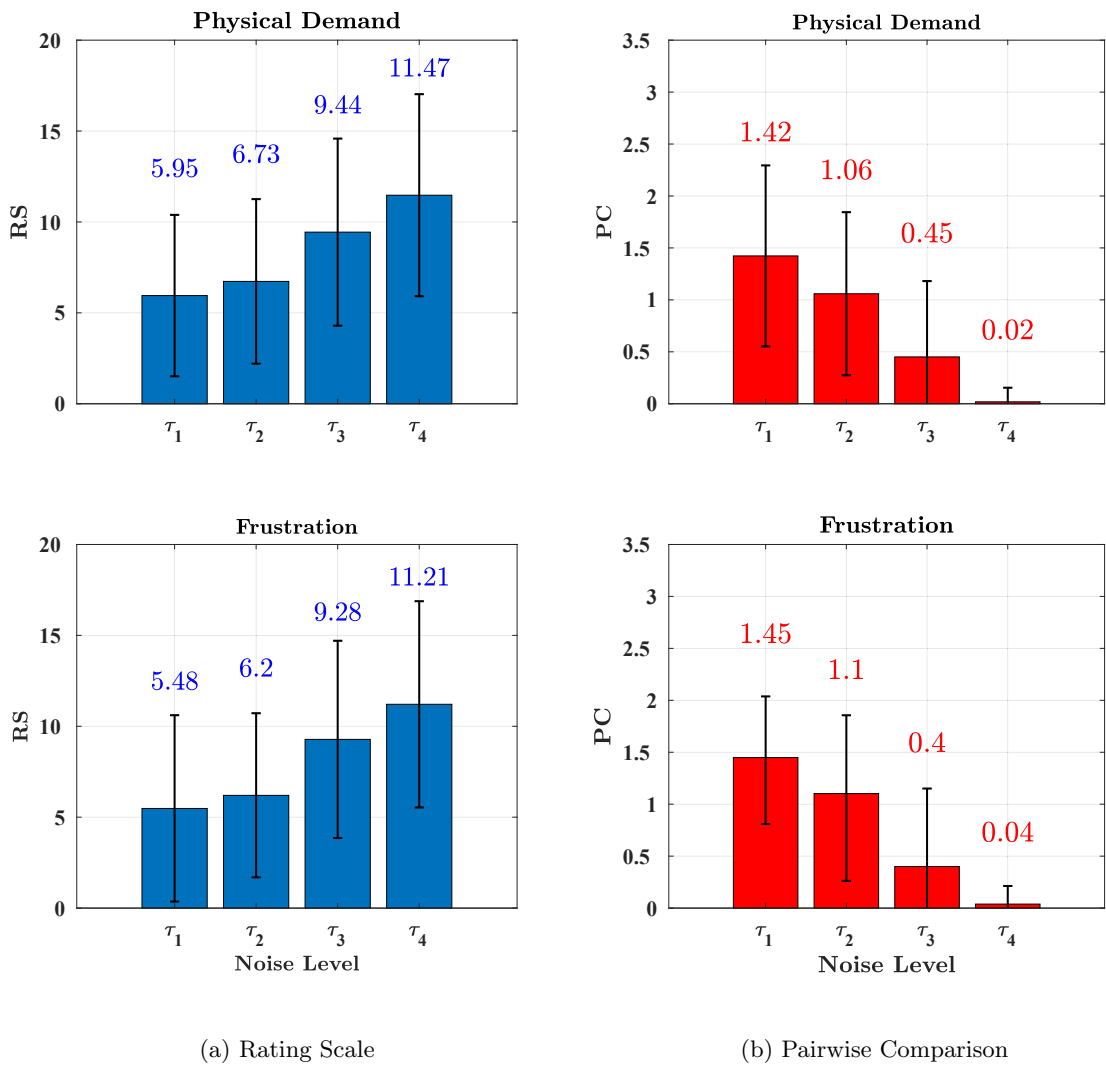 Physical Demand
20
15
10
5
0
RS
5.95
6.73
9.44
11.47
τ1
τ2
τ3
τ4
Physical Demand
3.5
3
2.5
2
1.5
1
0.5
0
PC
1.42
1.06
0.45
0.02
τ1
τ2
τ3
τ4
Frustration
20
15
10
5
0
RS
5.48
6.2
9.28
11.21
τ1
τ2
τ3
τ4
Noise Level
Frustration
3.5
3
2.5
2
1.5
1
0.5
0
PC
1.45
1.1
0.4
0.04
τ1
τ2
τ3
τ4
Noise Level
(a) Rating Scale
(b) Pairwise Comparison